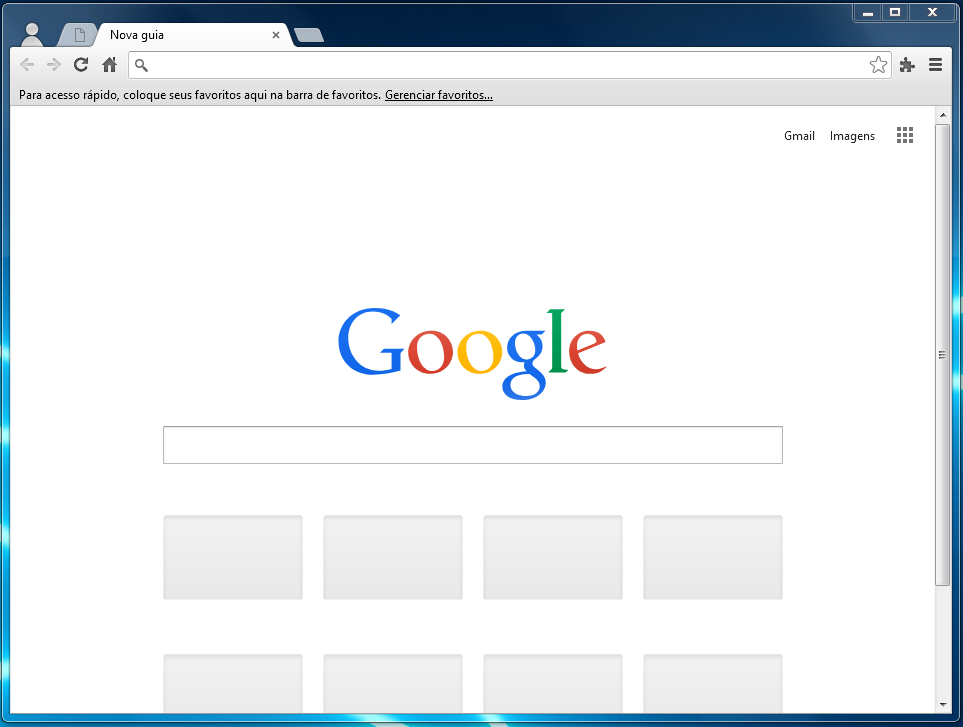 Nova guia
Para acesso rápido, coloque seus favoritos aqui na barra de favoritos. Gerenciar favoritos...
Gmail Imagens
Google